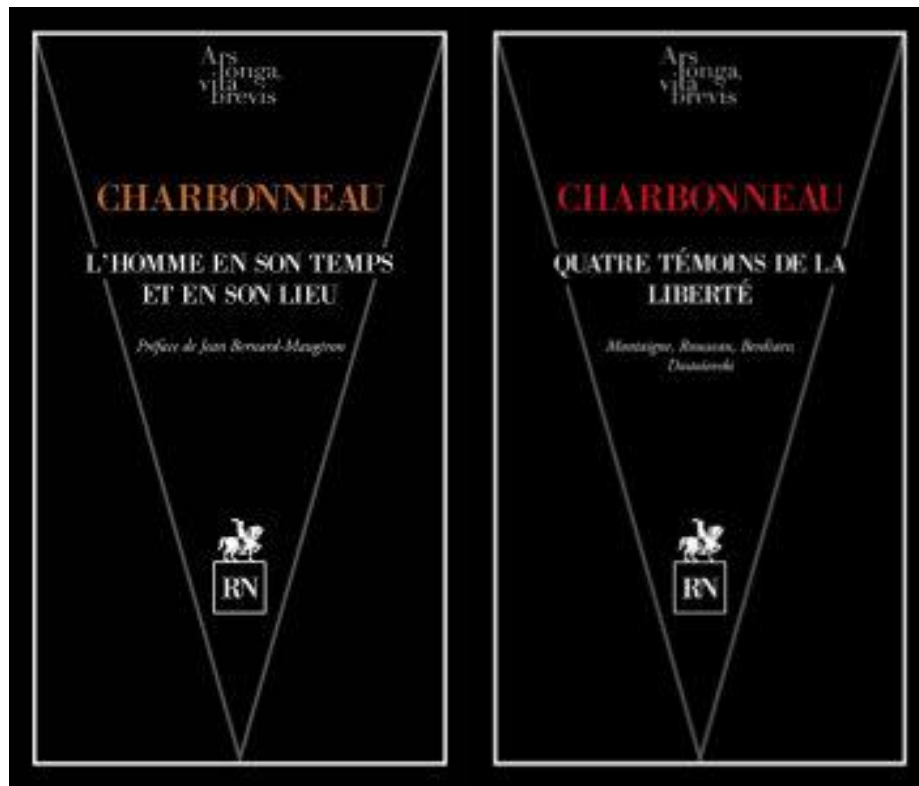 Ars
longa,
vita
brevis
CHARBONNEAU
L'HOMME EN SON TEMPS
ET EN SON LIEU
Préface de Jean Bernard-Maugiron
RN
Ars
longa,
vita
brevis
CHARBONNEAU
QUATRE TÉMOINS DE LA
LIBERTÉ
Montaigne, Rousseau, Berdiaev,
Dostoïevski
RN